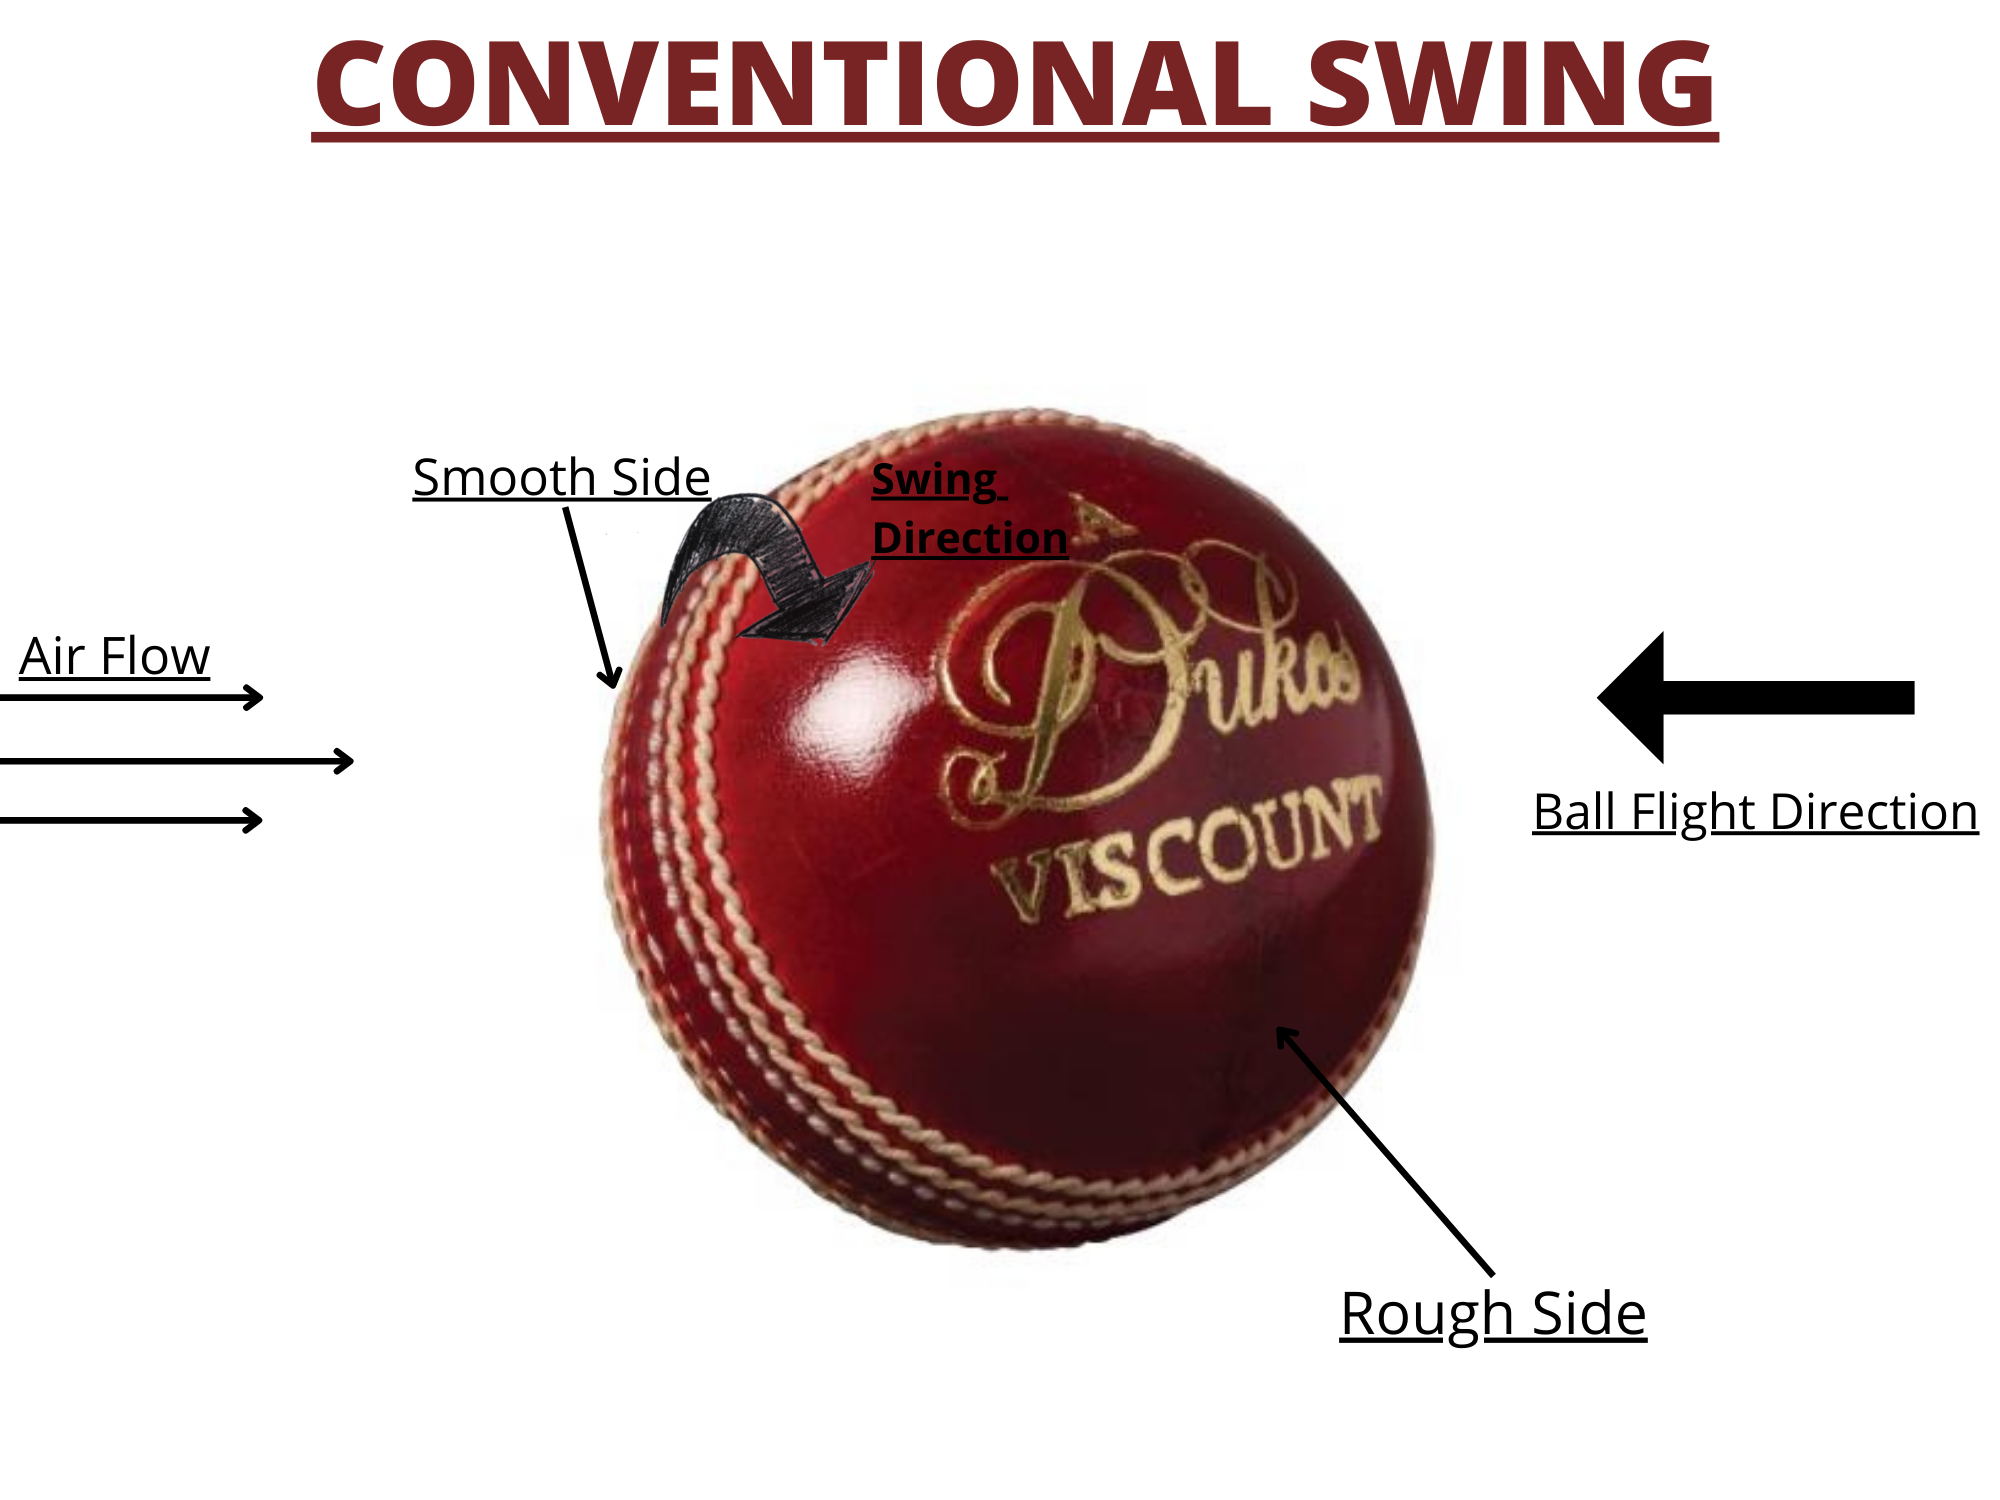 CONVENTIONAL SWING
Smooth Side
Swing
Direction
A
Dukes
VISCOUNT
Air Flow
Ball Flight Direction
Rough Side